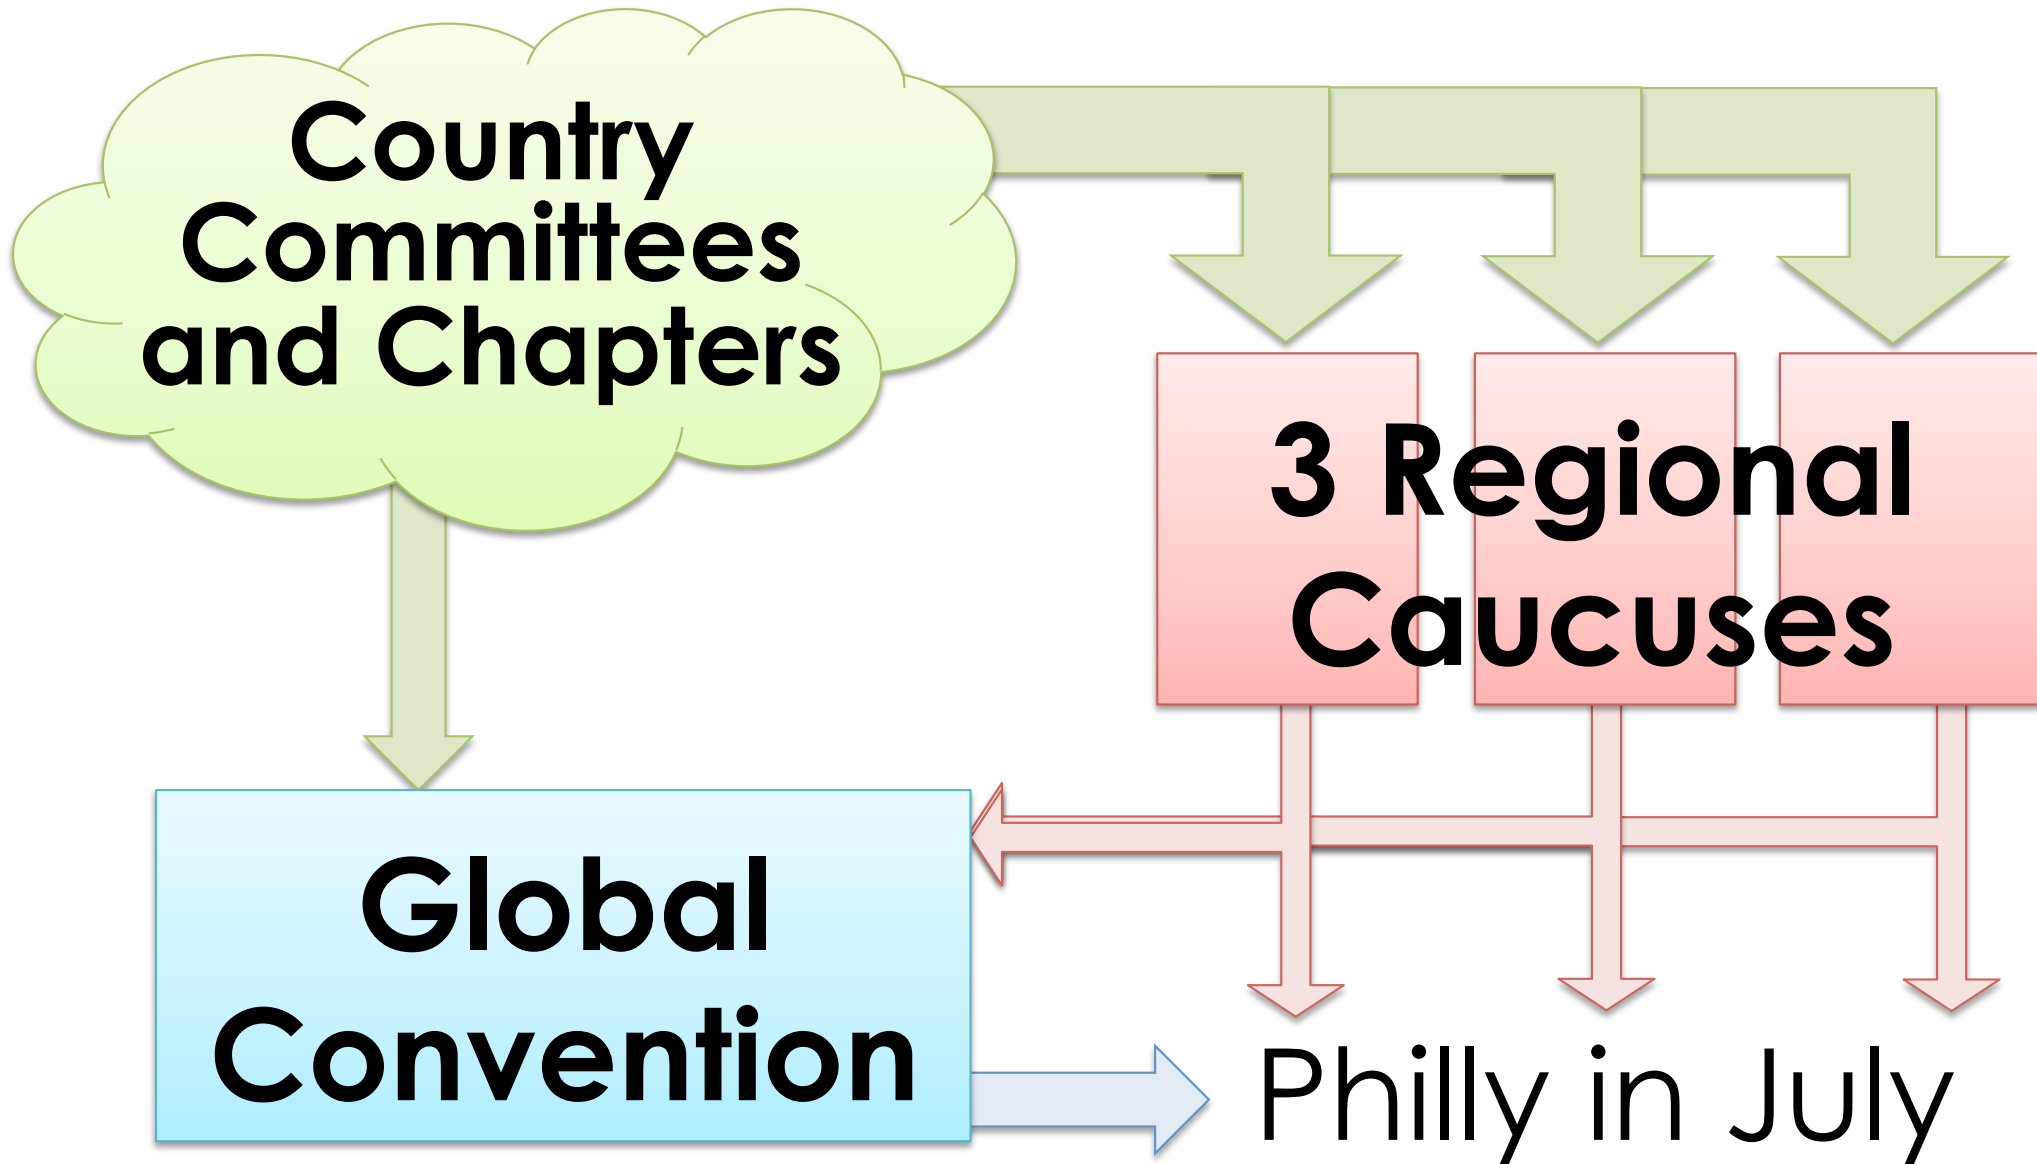 Country
Committees
and Chapters
3 Regional
Caucuses
Global
Convention
Philly in July